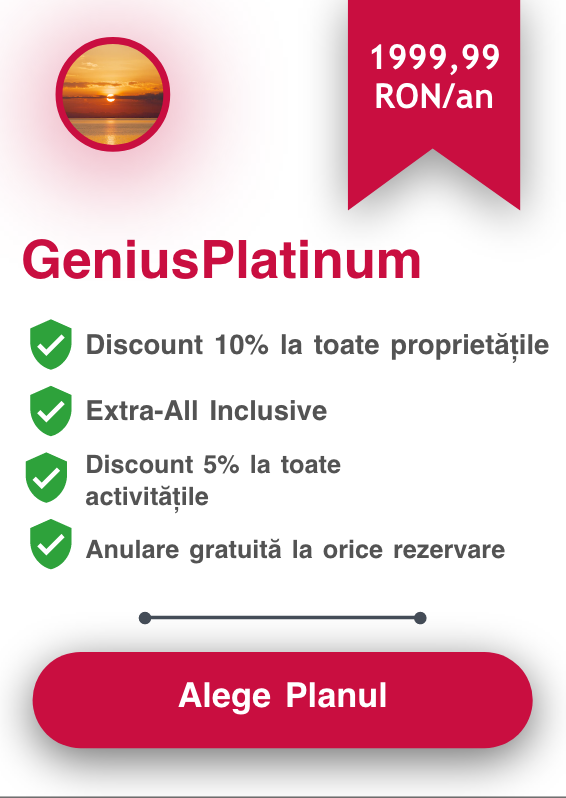 1999,99
RON/an
GeniusPlatinum
Discount 10% la toate proprietățile
Extra-All Inclusive
Discount 5% la toate
activitățile
Anulare gratuită la orice rezervare
Alege Planul